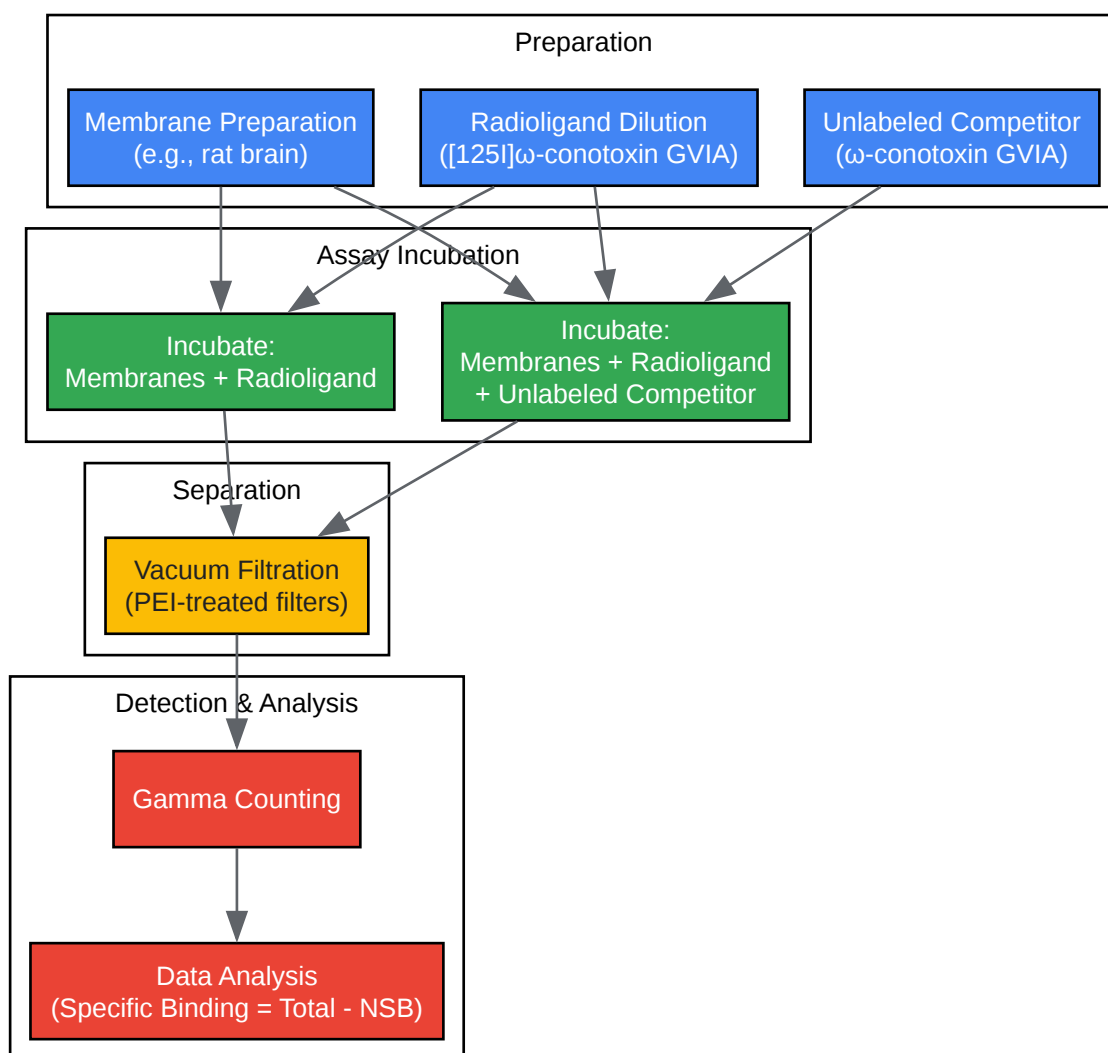 Preparation
Membrane Preparation
(e.g., rat brain)
Radioligand Dilution
([125I]ω-conotoxin GVIA)
Unlabeled Competitor
(ω-conotoxin GVIA)
Assay Incubation
Incubate:
Membranes + Radioligand
Incubate:
Membranes + Radioligand
+ Unlabeled Competitor
Separation
Vacuum Filtration
(PEI-treated filters)
Detection & Analysis
Gamma Counting
Data Analysis
(Specific Binding = Total - NSB)